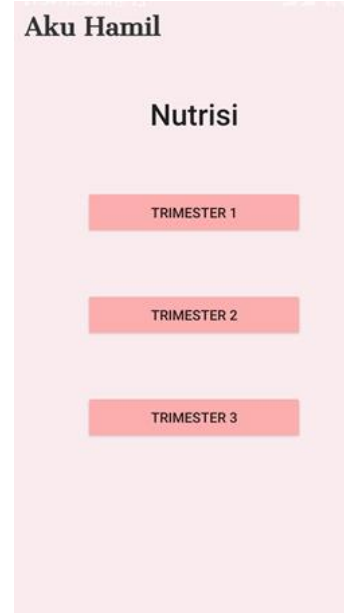 Aku Hamil
Nutrisi
TRIMESTER 1
TRIMESTER 2
TRIMESTER 3